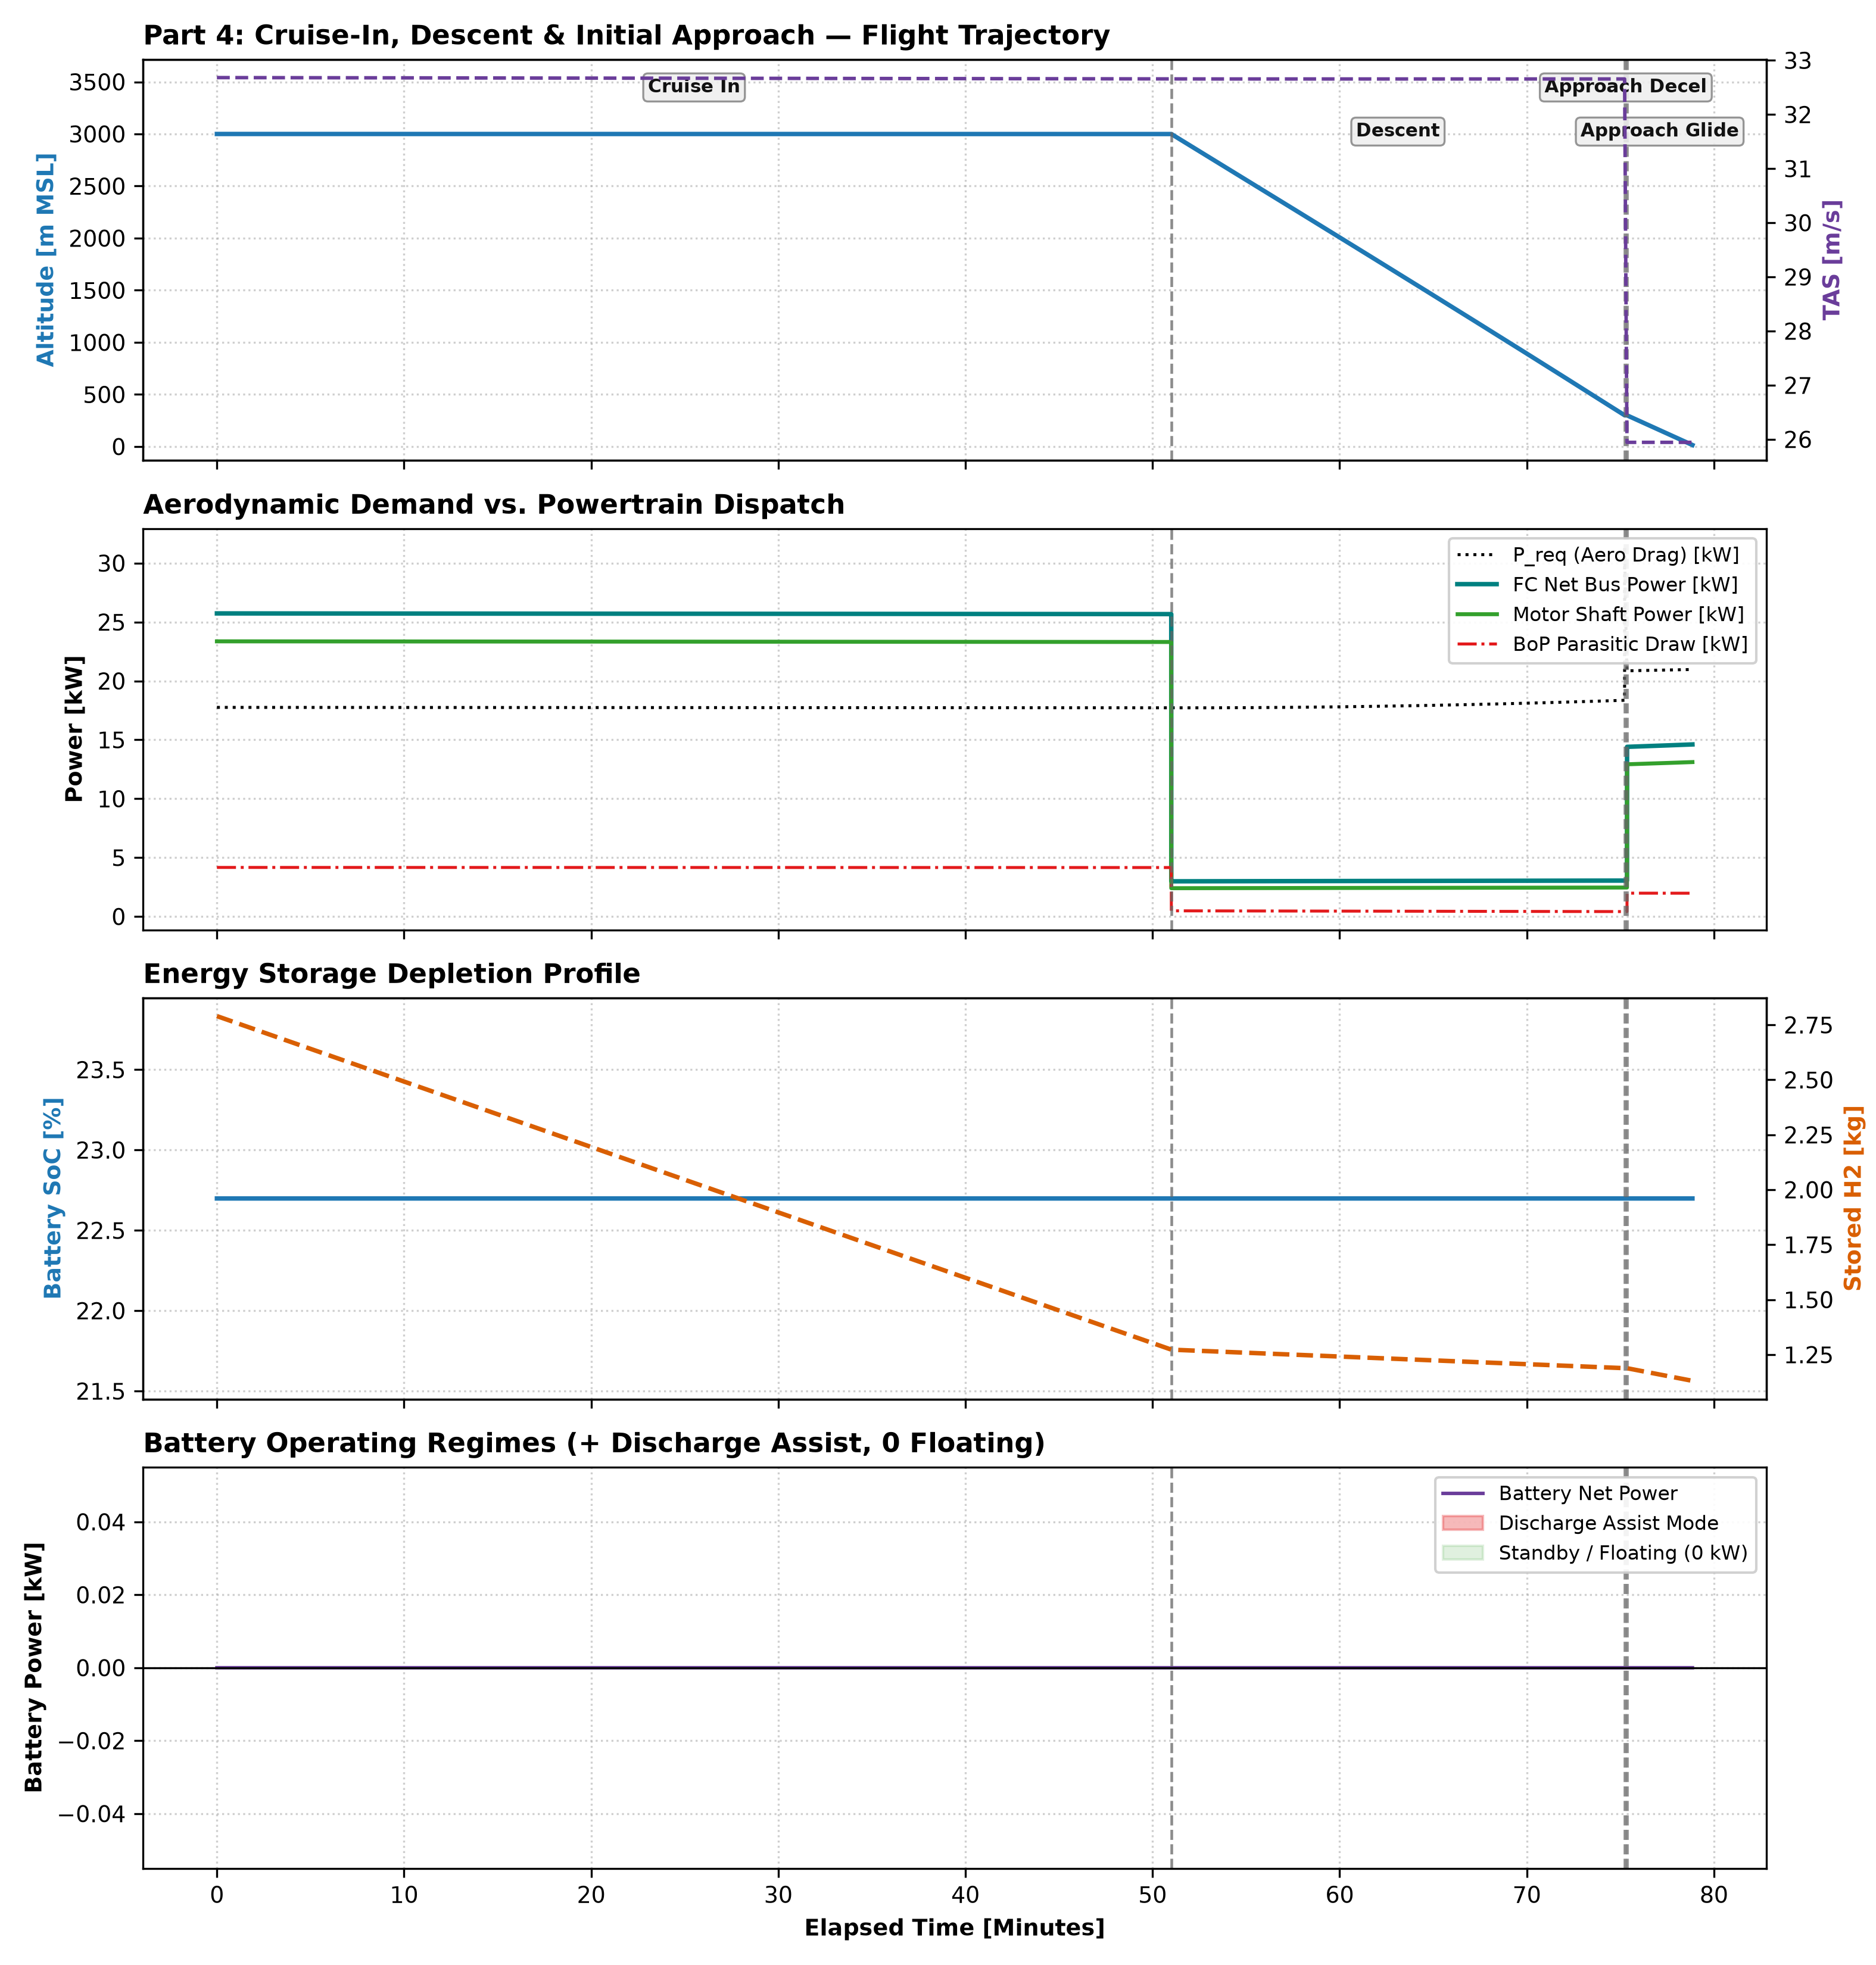 Part 4: Cruise-In, Descent & Initial Approach — Flight Trajectory
Altitude [m MSL]
3500
3000
2500
2000
1500
1000
500
0
Cruise In
Approach Decel
Descent
Approach Glide
33
32
31
30
29
28
27
26
TAS [m/s]
Aerodynamic Demand vs. Powertrain Dispatch
Power [kW]
30
25
20
15
10
5
0
P_req (Aero Drag) [kW]
FC Net Bus Power [kW]
Motor Shaft Power [kW]
BoP Parasitic Draw [kW]
Energy Storage Depletion Profile
Battery SoC [%]
23.5
23.0
22.5
22.0
21.5
2.75
2.50
2.25
2.00
1.75
1.50
1.25
Stored H2 [kg]
Battery Operating Regimes (+ Discharge Assist, 0 Floating)
Battery Power [kW]
0.04
0.02
0.00
−0.02
−0.04
Battery Net Power
Discharge Assist Mode
Standby / Floating (0 kW)
0 10 20 30 40 50 60 70 80
Elapsed Time [Minutes]